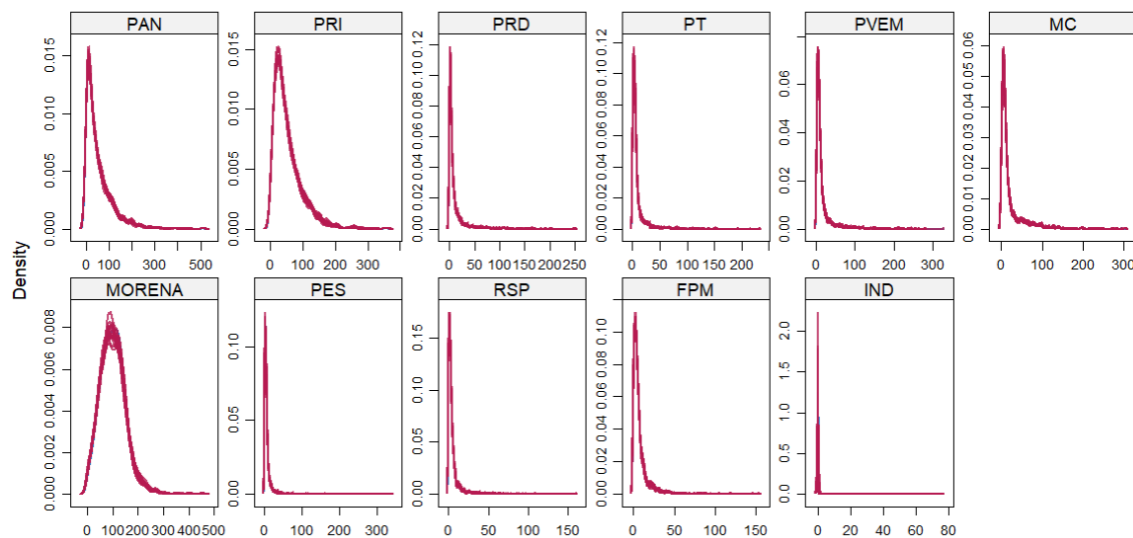 PAN PRI PRD PT PVEM MC
0.000 0.005 0.010 0.015
0.000 0.005 0.010 0.015
0.00 0.02 0.04 0.06 0.08 0.10 0.12
0.00 0.02 0.04 0.06 0.08 0.10 0.12
0.00 0.02 0.04 0.06
0.00 0.01 0.02 0.03 0.04 0.05 0.06
0 100 300 500
0 100 200 300
0 50 100 150 200 250
0 50 100 150 200
0 100 200 300
0 100 200 300
Density
MORENA PES RSP FPM IND
0.000 0.002 0.004 0.006 0.008
0.00 0.05 0.10
0.00 0.05 0.10 0.15
0.00 0.02 0.04 0.06 0.08 0.10
0.0 0.5 1.0 1.5 2.0
0 100 200 300 400 500
0 100 200 300
0 50 100 150
0 50 100 150
0 20 40 60 80